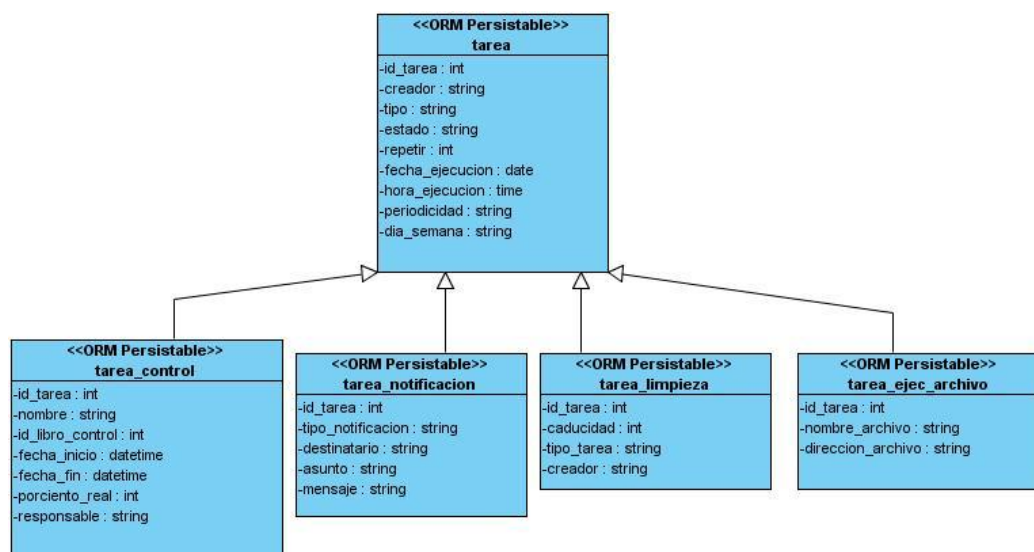 <<ORM Persistable>>
tarea
-id_tarea : int
-creador : string
-tipo : string
-estado : string
-repetir : int
-fecha_ejecucion : date
-hora_ejecucion : time
-periodicidad : string
-dia_semana : string
<<ORM Persistable>>
tarea_control
-id_tarea : int
-nombre : string
-id_libro_control : int
-fecha_inicio : datetime
-fecha_fin : datetime
-porciento_real : int
-responsable : string
<<ORM Persistable>>
tarea_notificacion
-id_tarea : int
-tipo_notificacion : string
-destinatario : string
-asunto : string
-mensaje : string
<<ORM Persistable>>
tarea_limpieza
-id_tarea : int
-caducidad : int
-tipo_tarea : string
-creador : string
<<ORM Persistable>>
tarea_ejec_archivo
-id_tarea : int
-nombre_archivo : string
-direccion_archivo : string